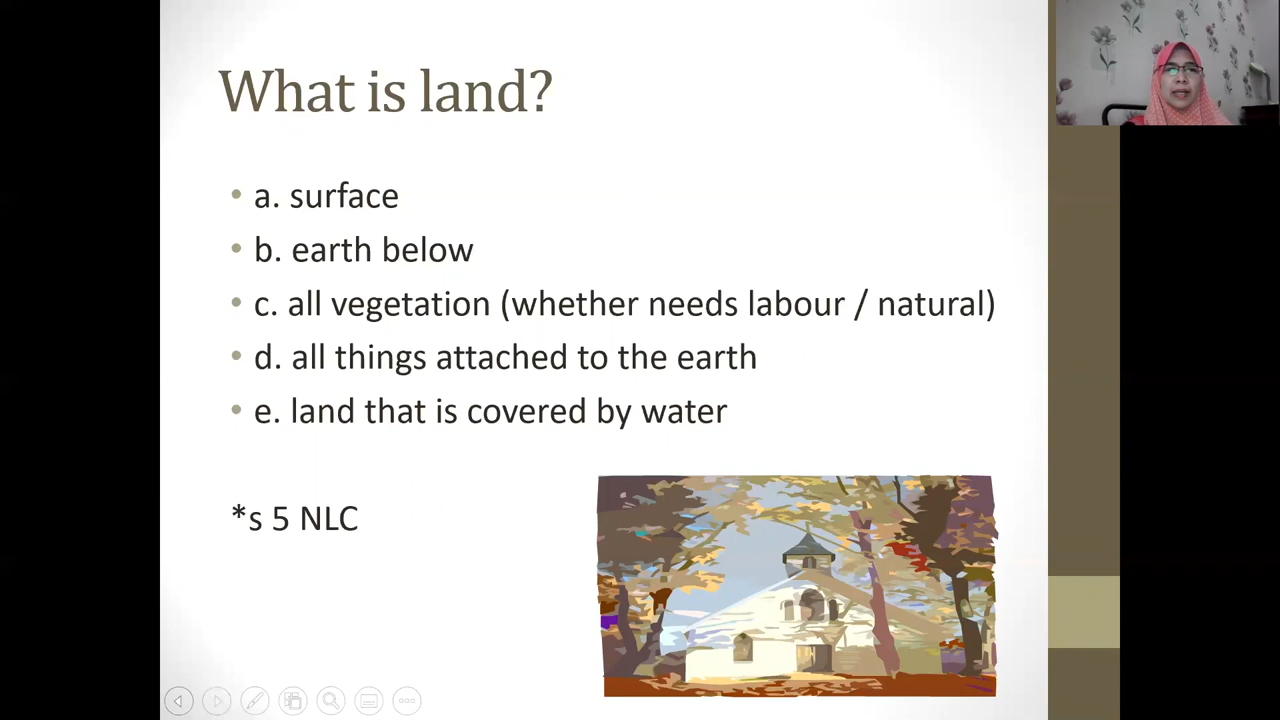 What is land?
• a. surface
• b. earth below
• c. all vegetation (whether needs labour / natural)
• d. all things attached to the earth
• e. land that is covered by water
*s 5 NLC